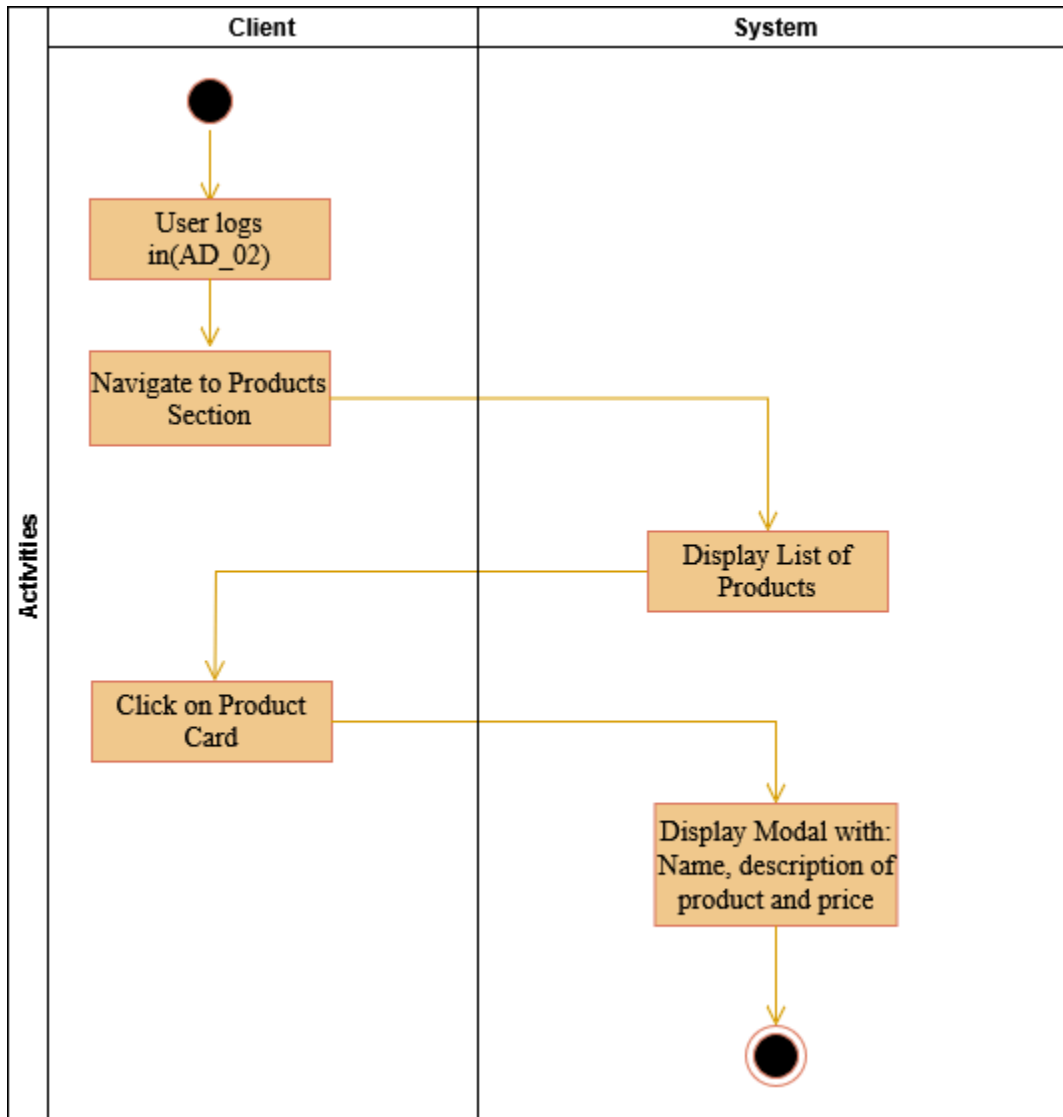 Client
System
User logs
in(AD_02)
Navigate to Products
Section
Display List of
Products
Activities
Click on Product
Card
Display Modal with:
Name, description of
product and price